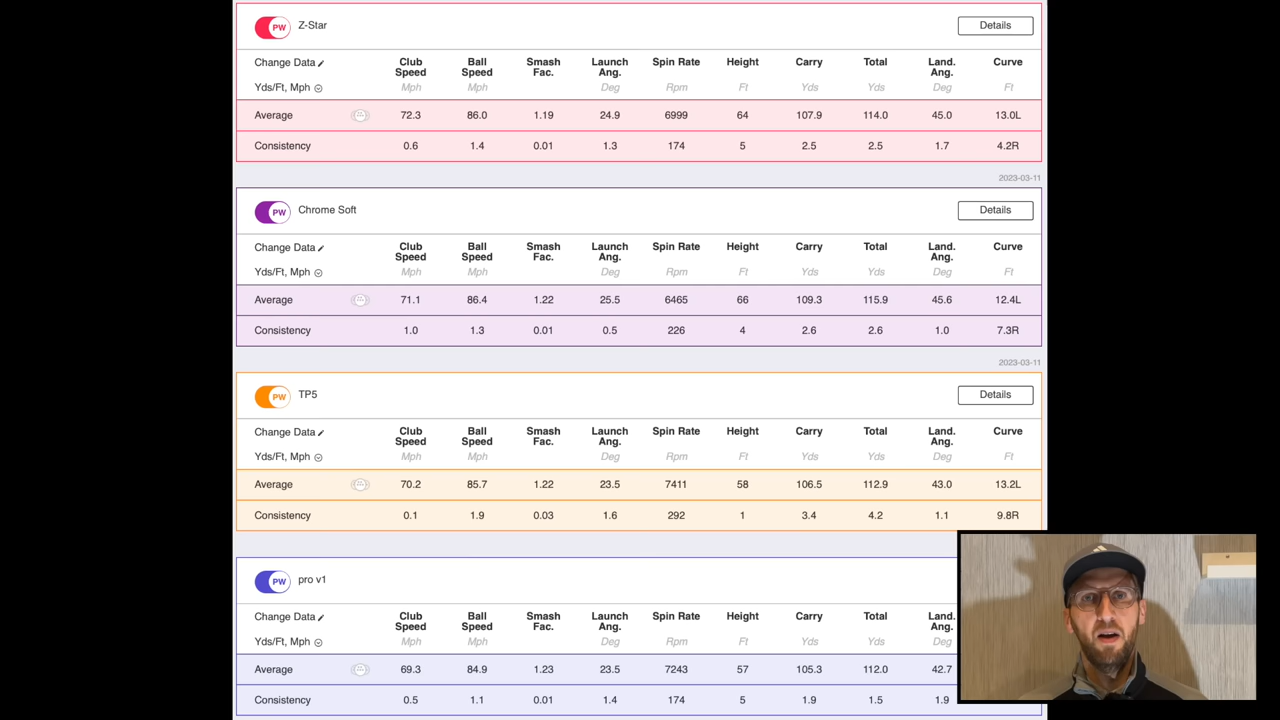 PW Z-Star Details
Change Data Club Speed Ball Speed Smash Fac. Launch Ang. Spin Rate Height Carry Total Land. Ang. Curve
Yds/Ft, Mph Mph Mph Deg Rpm Ft Yds Yds Deg Ft
Average 72.3 86.0 1.19 24.9 6999 64 107.9 114.0 45.0 13.0L
Consistency 0.6 1.4 0.01 1.3 174 5 2.5 2.5 1.7 4.2R
2023-03-11
PW Chrome Soft Details
Change Data Club Speed Ball Speed Smash Fac. Launch Ang. Spin Rate Height Carry Total Land. Ang. Curve
Yds/Ft, Mph Mph Mph Deg Rpm Ft Yds Yds Deg Ft
Average 71.1 86.4 1.22 25.5 6465 66 109.3 115.9 45.6 12.4L
Consistency 1.0 1.3 0.01 0.5 226 4 2.6 2.6 1.0 7.3R
2023-03-11
PW TP5 Details
Change Data Club Speed Ball Speed Smash Fac. Launch Ang. Spin Rate Height Carry Total Land. Ang. Curve
Yds/Ft, Mph Mph Mph Deg Rpm Ft Yds Yds Deg Ft
Average 70.2 85.7 1.22 23.5 7411 58 106.5 112.9 43.0 13.2L
Consistency 0.1 1.9 0.03 1.6 292 1 3.4 4.2 1.1 9.8R
PW pro v1
Change Data Club Speed Ball Speed Smash Fac. Launch Ang. Spin Rate Height Carry Total Land. Ang.
Yds/Ft, Mph Mph Mph Deg Rpm Ft Yds Yds Deg
Average 69.3 84.9 1.23 23.5 7243 57 105.3 112.0 42.7
Consistency 0.5 1.1 0.01 1.4 174 5 1.9 1.5 1.9